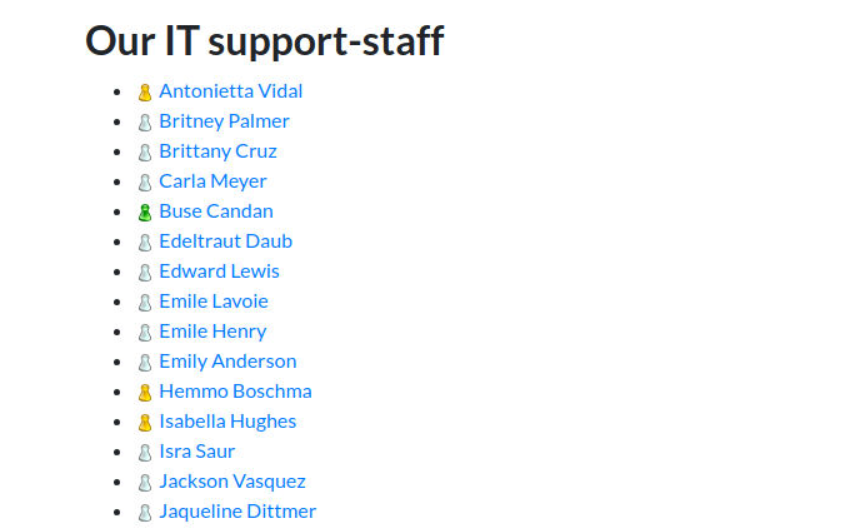 Our IT support-staff
Antonietta Vidal
Britney Palmer
Brittany Cruz
Carla Meyer
Buse Candan
Edeltraut Daub
Edward Lewis
Emile Lavoie
Emile Henry
Emily Anderson
Hemmo Boschma
Isabella Hughes
Isra Saur
Jackson Vasquez
Jaqueline Dittmer